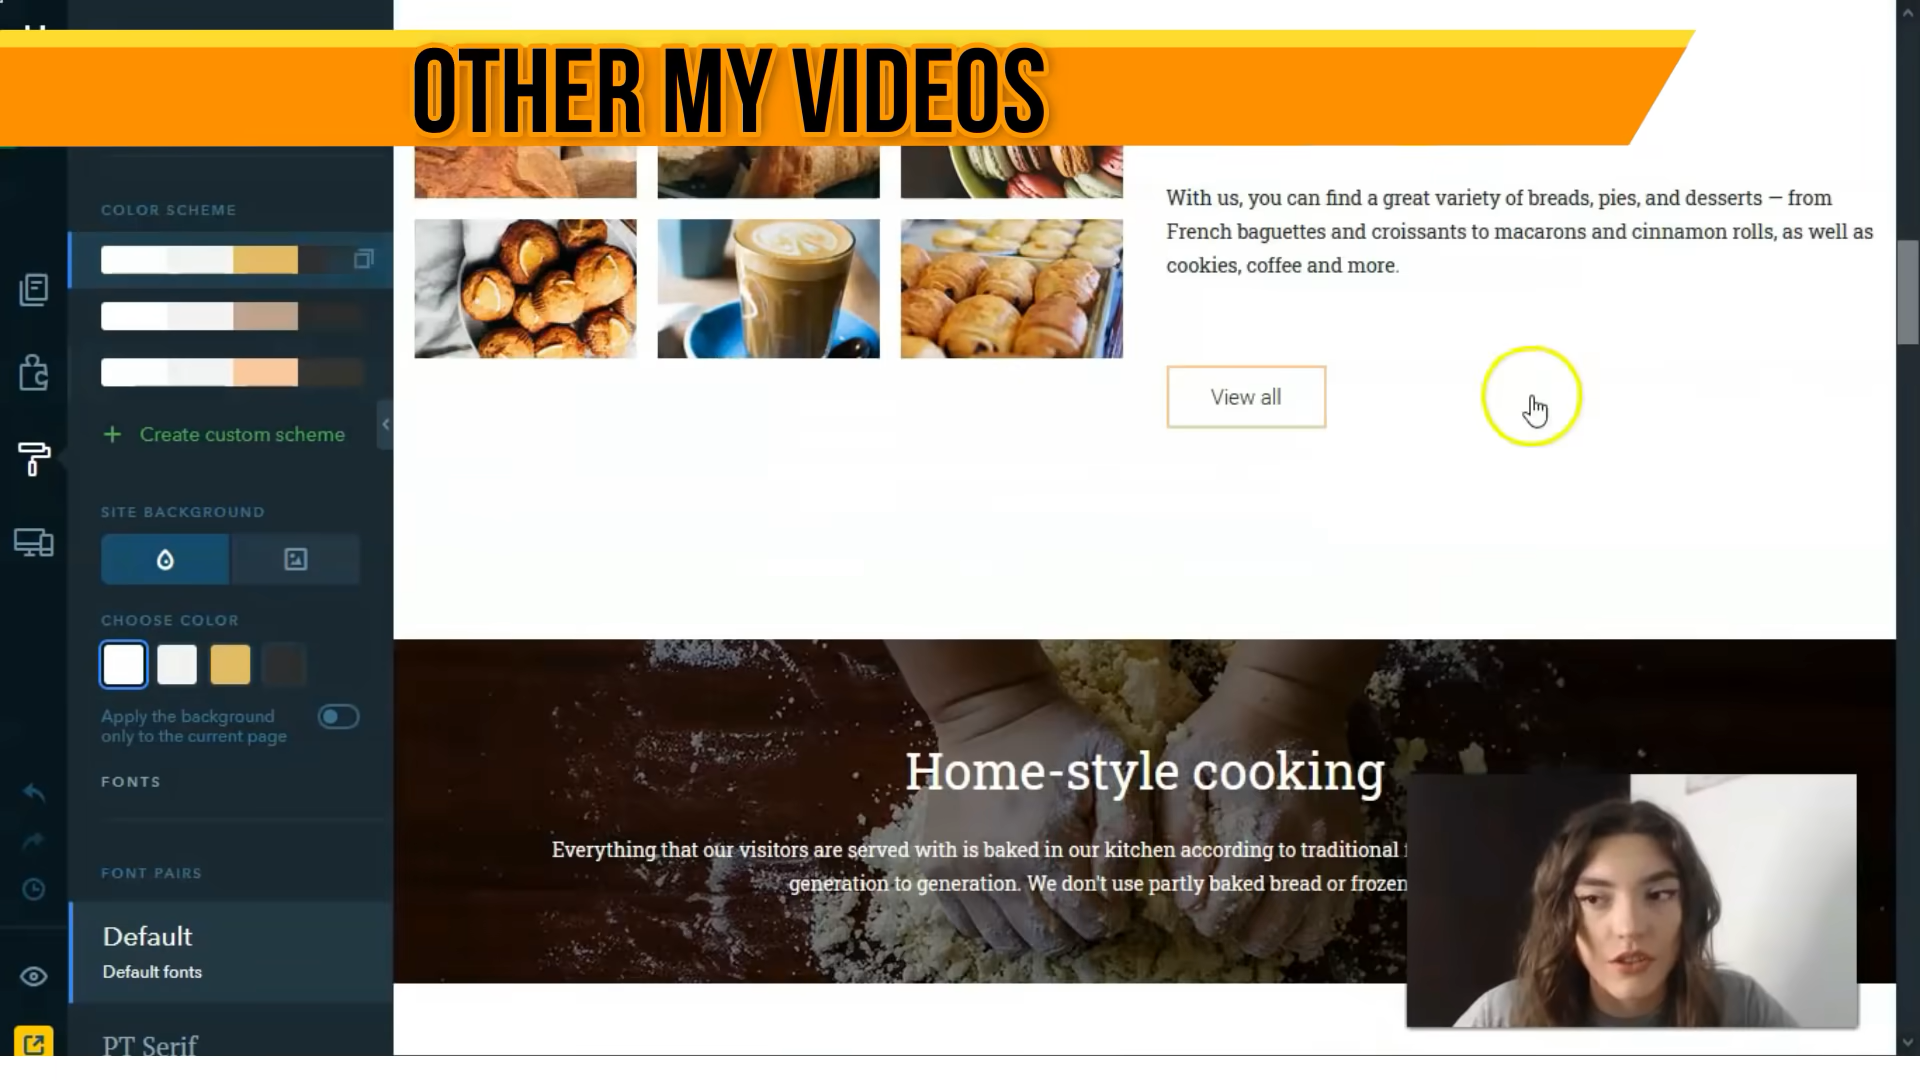 OTHER MY VIDEOS
COLOR SCHEME
Create custom scheme
SITE BACKGROUND
CHOOSE COLOR
Apply the background
only to the current page
FONTS
FONT PAIRS
Default
Default fonts
PT Serif
With us, you can find a great variety of breads, pies, and desserts – from
French baguettes and croissants to macarons and cinnamon rolls, as well as
cookies, coffee and more.
View all
Home-style cooking
Everything that our visitors are served with is baked in our kitchen according to traditional
generation to generation. We don't use partly baked bread or frozen